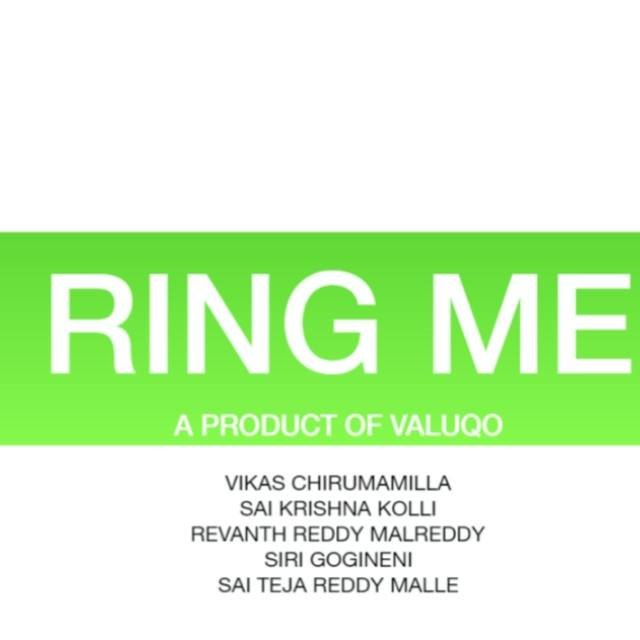 RING ME
A PRODUCT OF VALUQO
VIKAS CHIRUMAMILLA
SAI KRISHNA KOLLI
REVANTH REDDY MALREDDY
SIRI GOGINENI
SAI TEJA REDDY MALLE